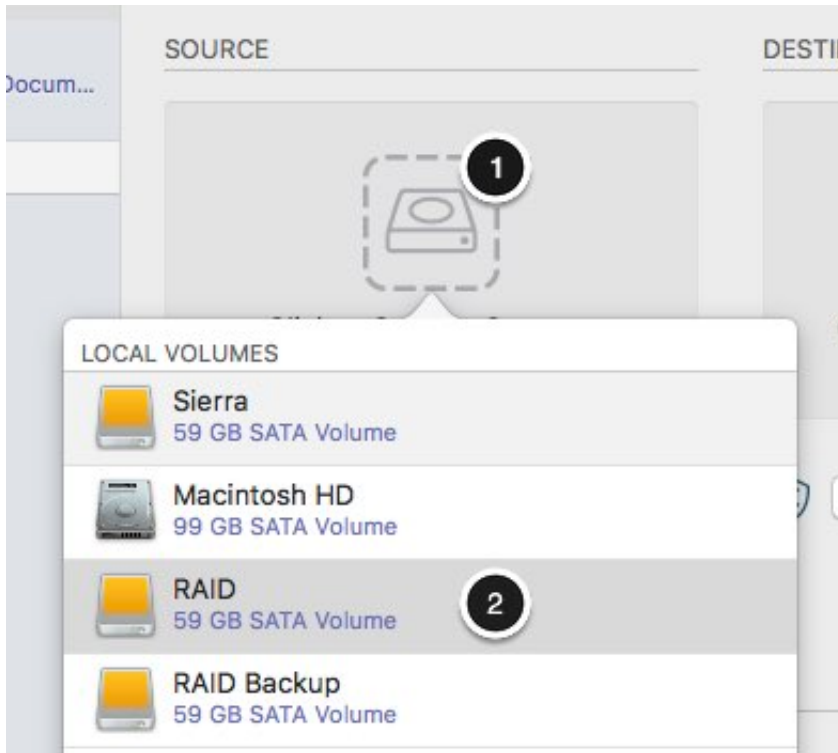 SOURCE
Docum...
1
LOCAL VOLUMES
Sierra
59 GB SATA Volume
Macintosh HD
99 GB SATA Volume
RAID
59 GB SATA Volume
2
RAID Backup
59 GB SATA Volume